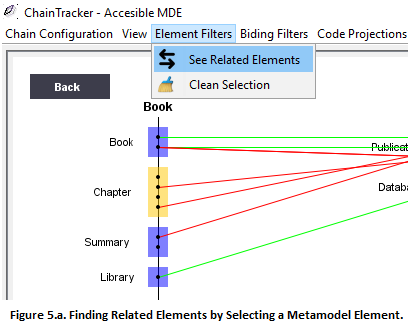 ChainTracker - Accesible MDE
Chain Configuration View Element Filters Biding Filters Code Projections
See Related Elements
Clean Selection
Back
Book
Book
Publicat
Chapter
Databa
Summary
Library
Figure 5.a. Finding Related Elements by Selecting a Metamodel Element.